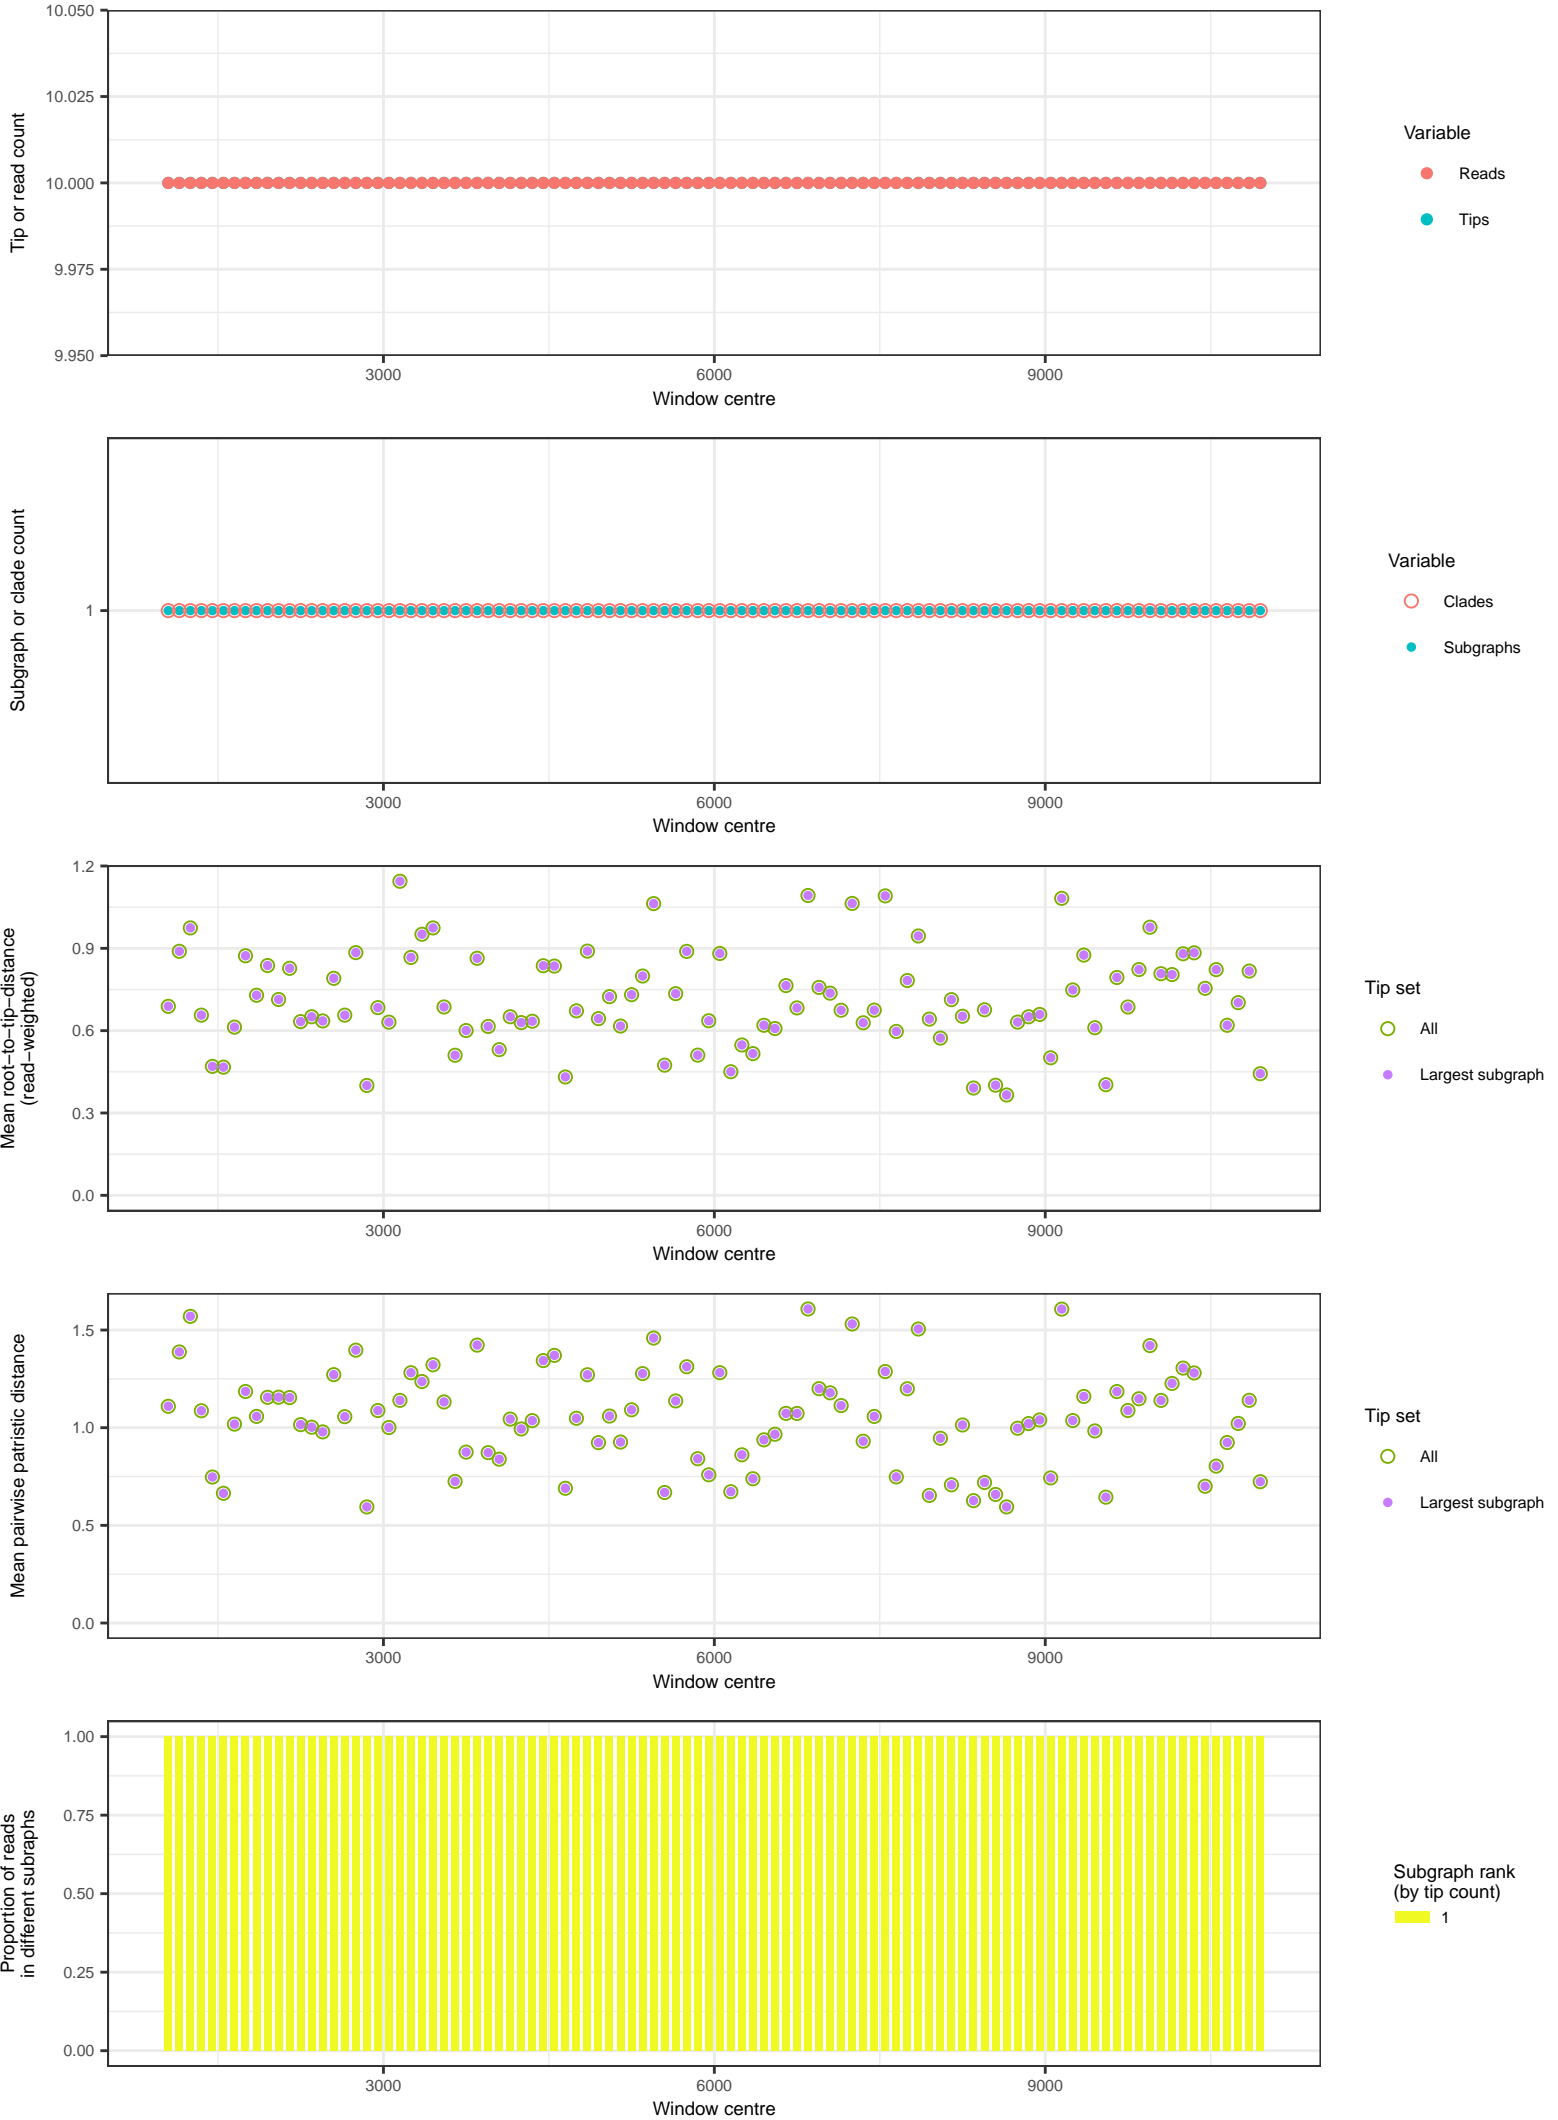 10.050
10.025
10.000
9.975
9.950
Tip or read count
3000
6000
9000
Window centre
Variable
Reads
Tips
1
Subgraph or clade count
3000
6000
9000
Window centre
Variable
Clades
Subgraphs
1.2
0.9
0.6
0.3
0.0
Mean root−to−tip−distance
(read−weighted)
3000
6000
9000
Window centre
Tip set
All
Largest subgraph
1.5
1.0
0.5
0.0
Mean pairwise patristic distance
3000
6000
9000
Window centre
Tip set
All
Largest subgraph
1.00
0.75
0.50
0.25
0.00
Proportion of reads
in different subraphs
3000
6000
9000
Window centre
Subgraph rank
(by tip count)
1